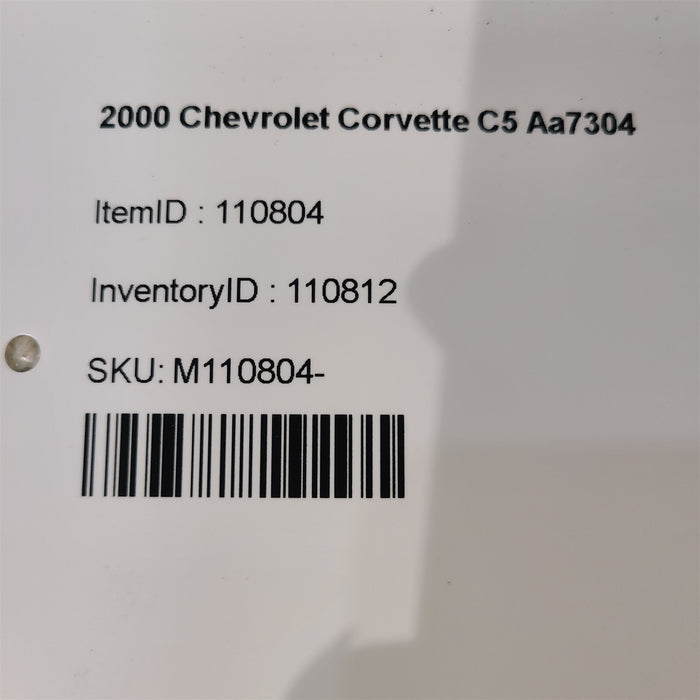 2000 Chevrolet Corvette C5 Aa7304
ItemID : 110804
InventoryID : 110812
SKU: M110804-